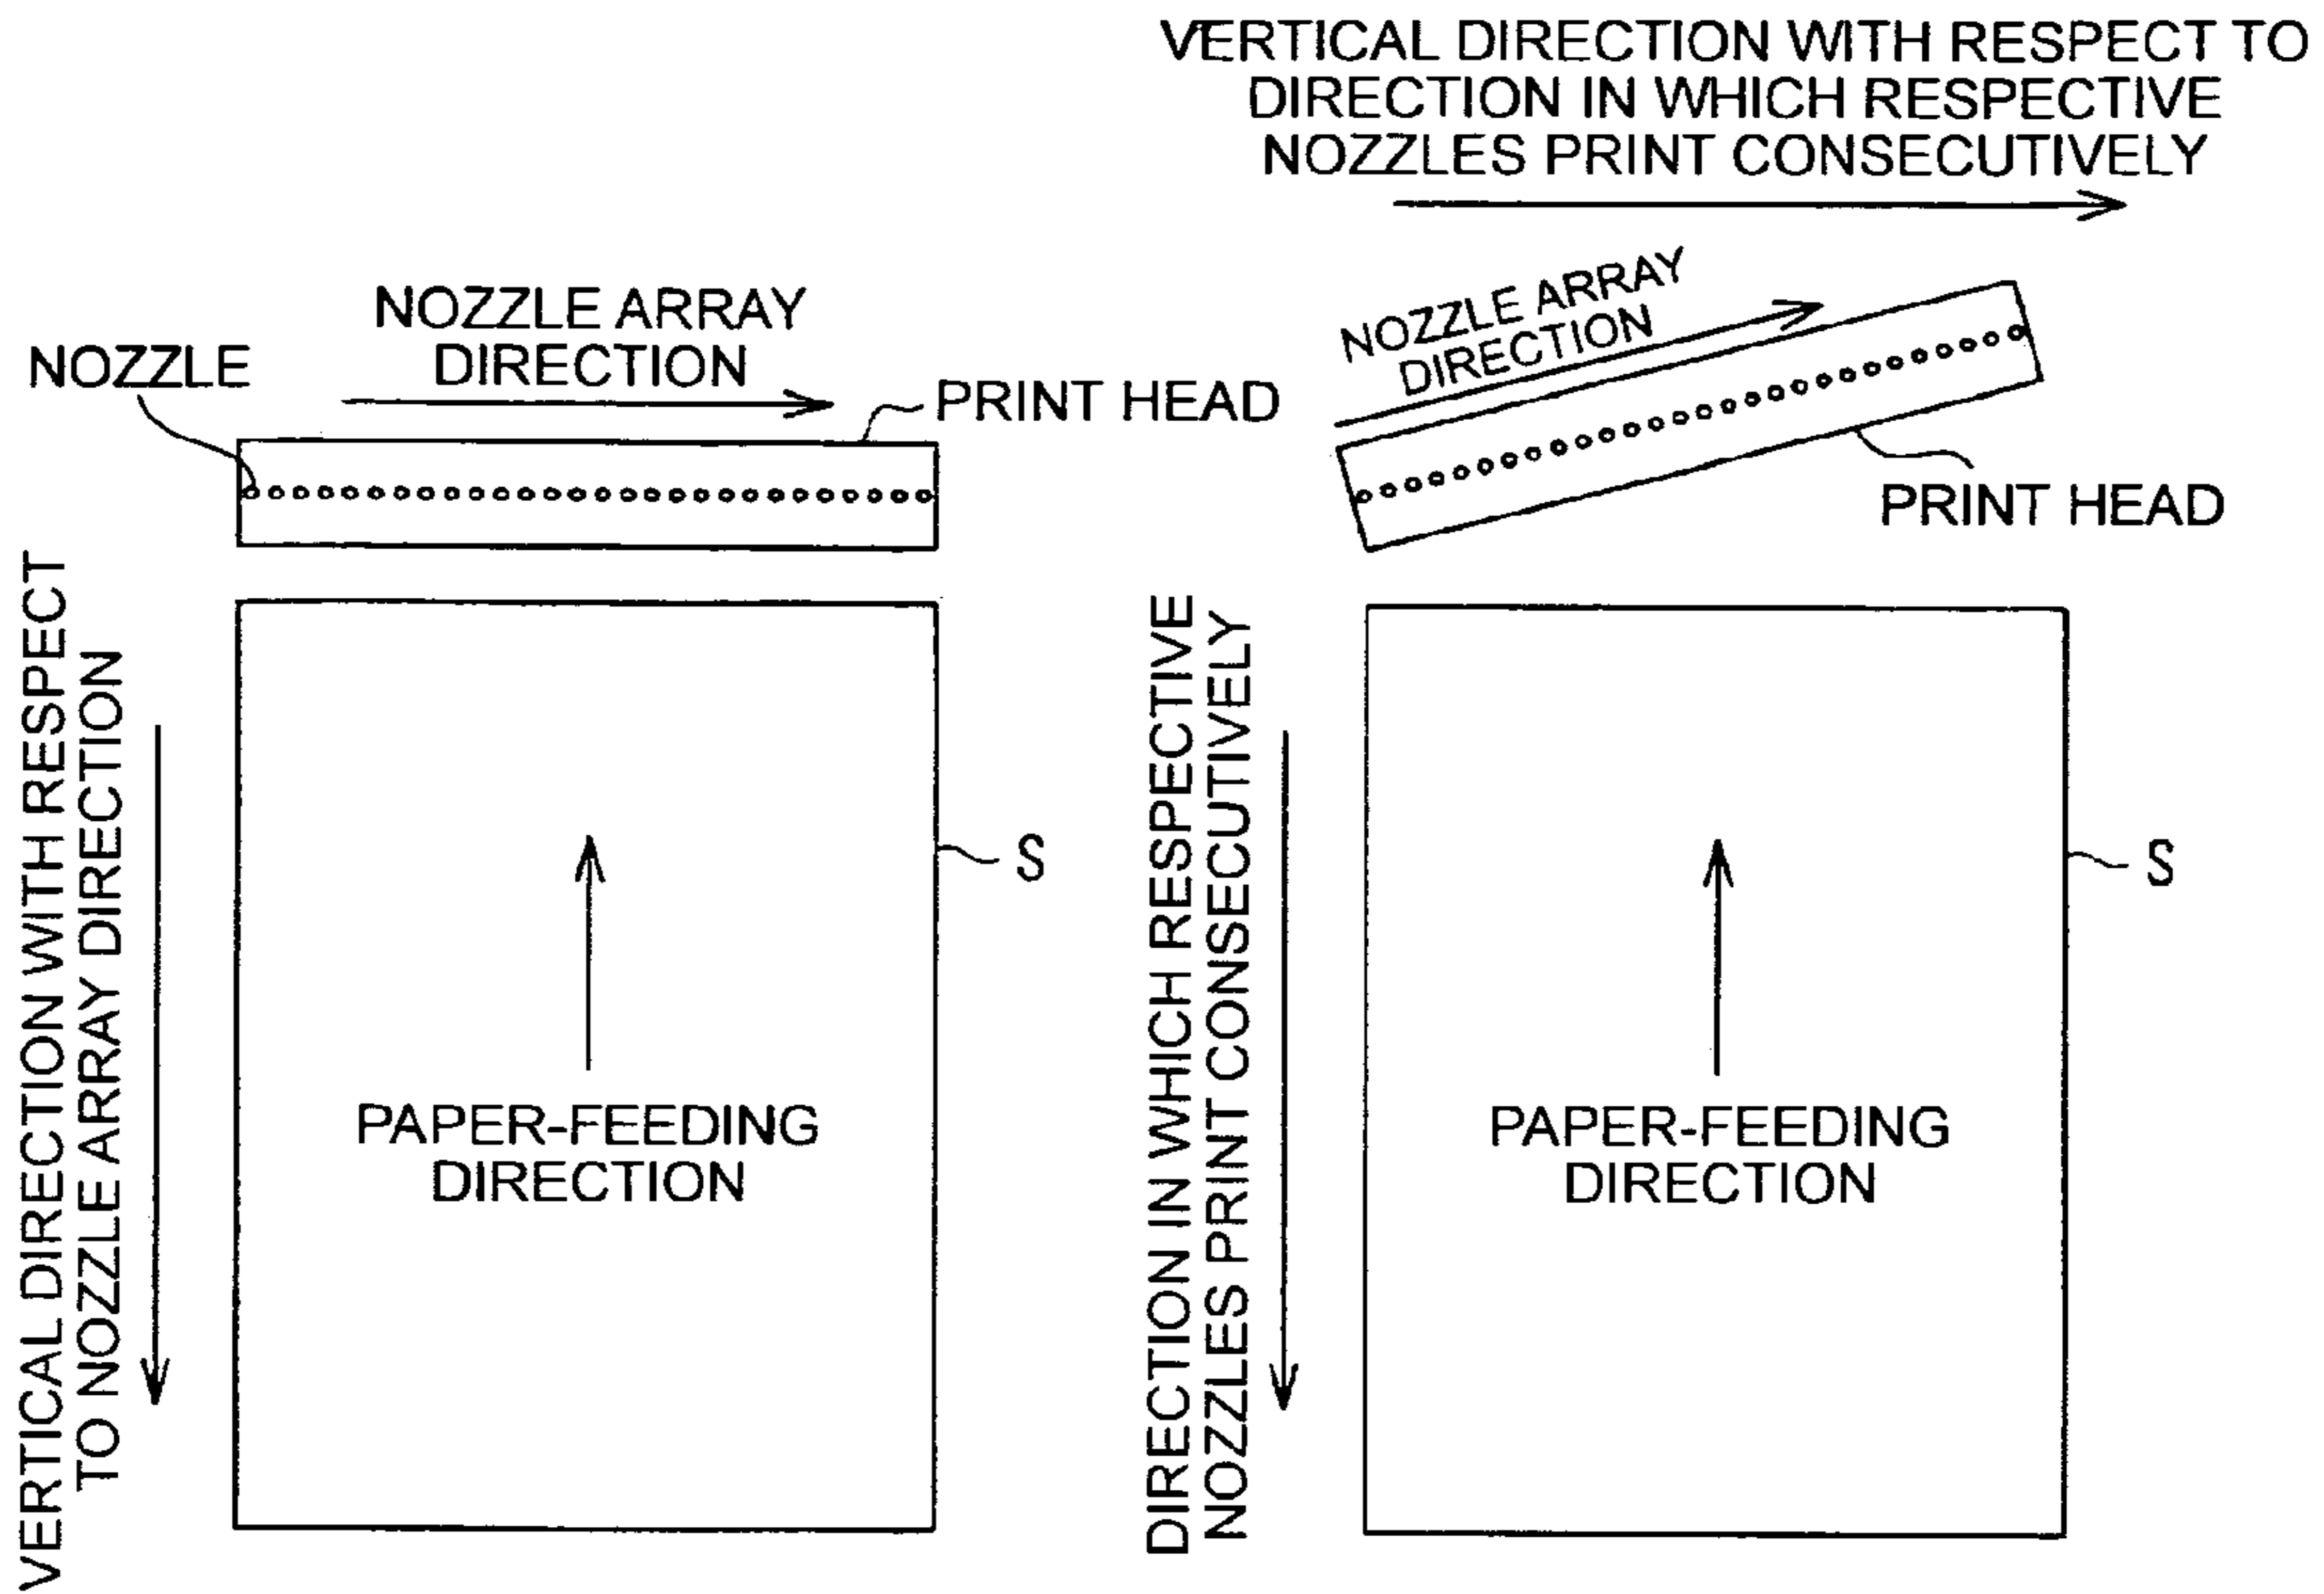 VERTICAL DIRECTION WITH RESPECT TO
DIRECTION IN WHICH RESPECTIVE
NOZZLES PRINT CONSECUTIVELY
NOZZLE ARRAY
DIRECTION
NOZZLE
PRINT HEAD
NOZZLE ARRAY
DIRECTION
PRINT HEAD
VERTICAL DIRECTION WITH RESPECT
TO NOZZLE ARRAY DIRECTION
S
PAPER-FEEDING
DIRECTION
DIRECTION IN WHICH RESPECTIVE
NOZZLES PRINT CONSECUTIVELY
S
PAPER-FEEDING
DIRECTION